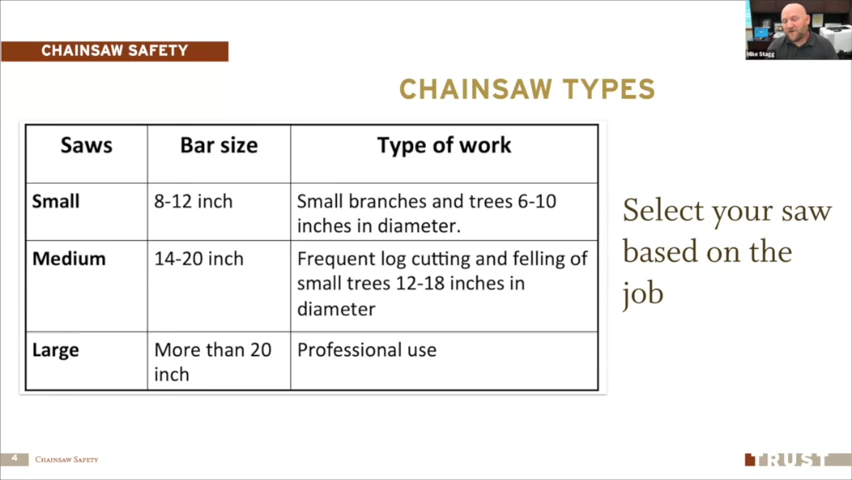 CHAINSAW SAFETY
Mike Stagg
CHAINSAW TYPES
Saws
Bar size
Type of work
Small
8-12 inch
Small branches and trees 6-10
inches in diameter.
Medium
14-20 inch
Frequent log cutting and felling of
small trees 12-18 inches in
diameter
Large
More than 20
inch
Professional use
Select your saw
based on the
job
4
CHAINSAW SAFETY
TRUST